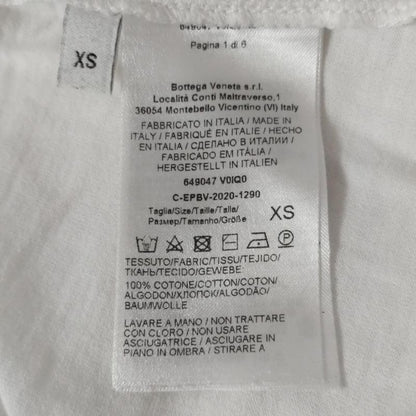 XS
649047 V0IQ0
Pagina 1 di 6
Bottega Veneta s.r.l.
Località Conti Maltraverso,1
36054 Montebello Vicentino (VI) Italy
FABBRICATO IN ITALIA / MADE IN
ITALY / FABRIQUÉ EN ITALIE / HECHO
EN ITALIA / СДЕЛАНО В ИТАЛИИ /
FABRICADO EM ITÁLIA /
HERGESTELLT IN ITALIEN
649047 V0IQ0
C-EPBV-2020-1290
Taglia/Size/Taille/Talla/
Размер/Tamanho/Größe
XS
TESSUTO/FABRIC/TISSU/TEJIDO/
ТКАНЬ/TECIDO/GEWEBE:
100% COTONE/COTTON/COTON/
ALGODON/ХЛОПОК/ALGODÃO/
BAUMWOLLE
LAVARE A MANO / NON TRATTARE
CON CLORO / NON USARE
ASCIUGATRICE / ASCIUGARE IN
PIANO IN OMBRA / STIRARE A